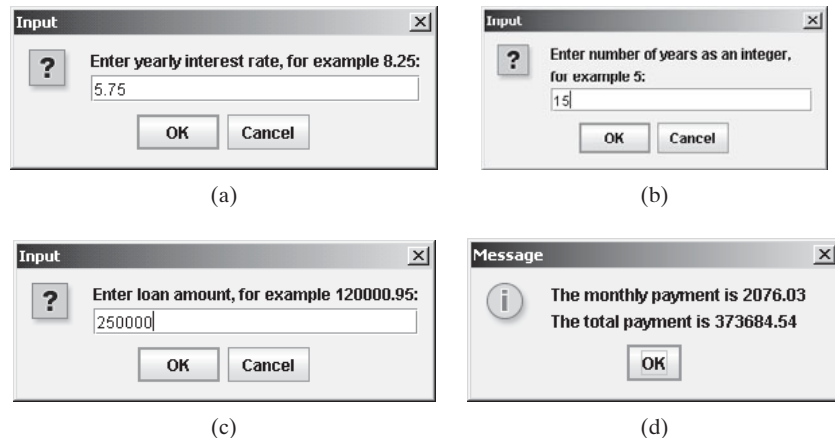 Input
Enter yearly interest rate, for example 8.25:
5.75
OK Cancel
(a)
Input
Enter number of years as an integer,
for example 5:
15
OK Cancel
(b)
Input
Enter loan amount, for example 120000.95:
250000
OK Cancel
(c)
Message
The monthly payment is 2076.03
The total payment is 373684.54
OK
(d)